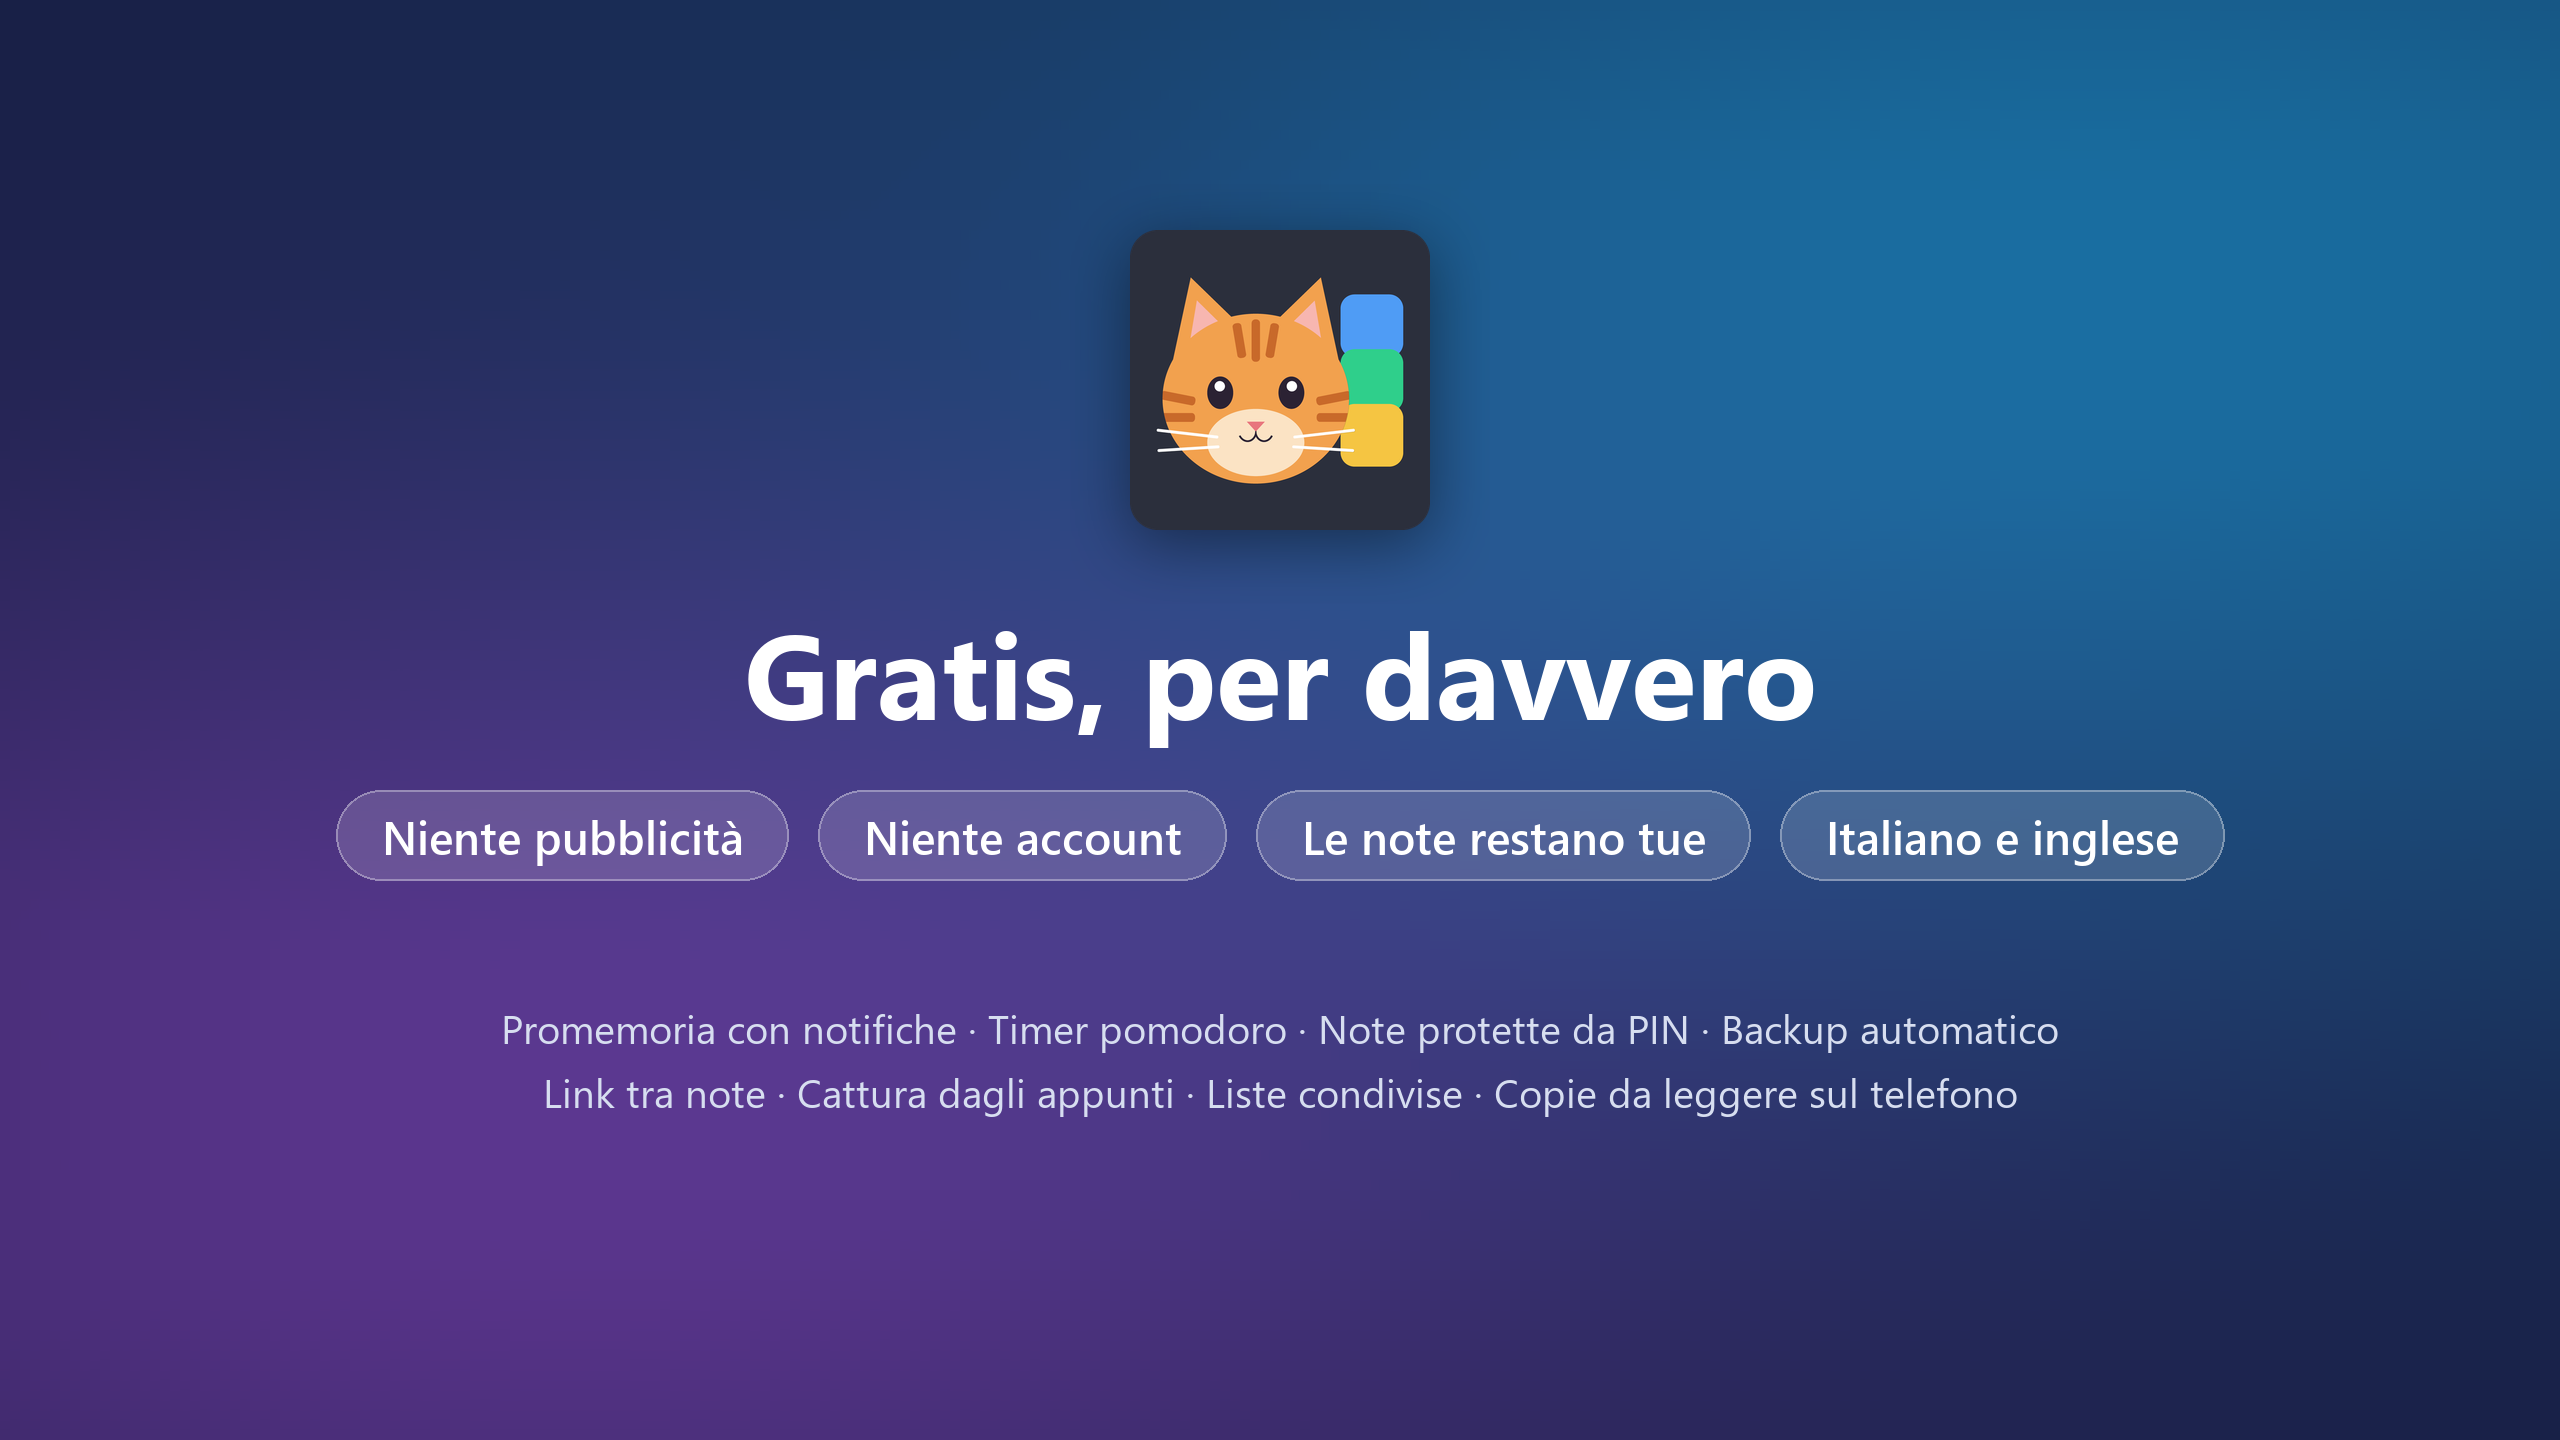 Gratis, per davvero
Niente pubblicità
Niente account
Le note restano tue
Italiano e inglese
Promemoria con notifiche · Timer pomodoro · Note protette da PIN · Backup automatico
Link tra note · Cattura dagli appunti · Liste condivise · Copie da leggere sul telefono